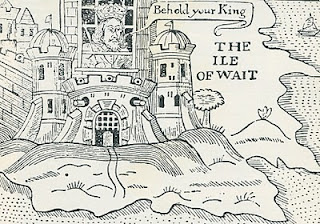 Behold your King
THE
ILE
OF WAIT